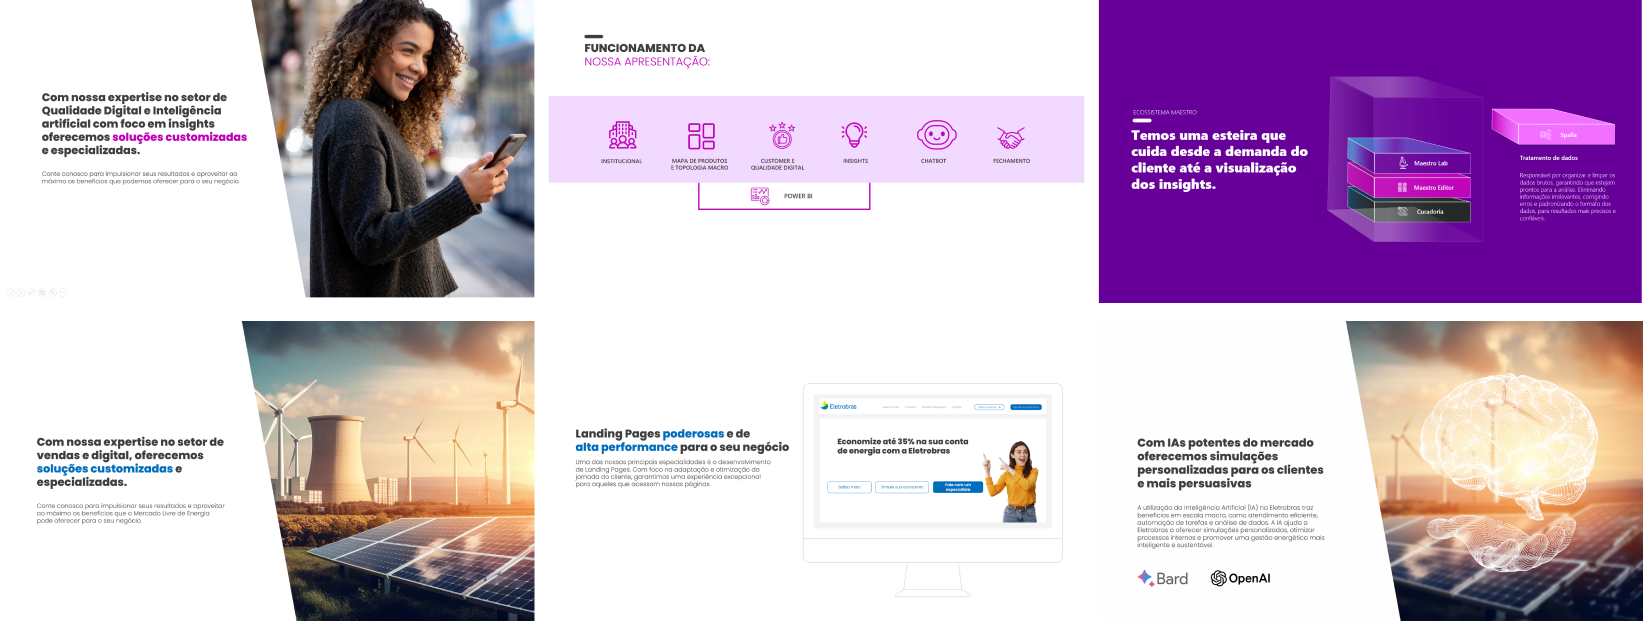 Com nossa expertise no setor de
Qualidade Digital e Inteligência
artificial com foco em insights
oferecemos soluções customizadas
e especializadas.
Conte conosco para impulsionar seus resultados e aproveitar ao
máximo os benefícios que podemos oferecer para o seu negócio.
FUNCIONAMENTO DA
NOSSA APRESENTAÇÃO:
INSTITUCIONAL
MAPA DE PRODUTOS
E TOPOLOGIA MACRO
CUSTOMER E
QUALIDADE DIGITAL
INSIGHTS
CHATBOT
FECHAMENTO
POWER BI
ECOSSISTEMA MAESTRO
Temos uma esteira que
cuida desde a demanda do
cliente até a visualização
dos insights.
Maestro Lab
Maestro Editor
Curadoria
Spalla
Tratamento de dados
Responsável por organizar e limpar os
dados brutos, garantindo que estejam
prontos para a análise. Eliminando
informações irrelevantes, corrigindo
erros e padronizando o formato dos
dados, para resultados mais precisos e
confiáveis.
Com nossa expertise no setor de
vendas e digital, oferecemos
soluções customizadas e
especializadas.
Conte conosco para impulsionar seus resultados e aproveitar
ao máximo os benefícios que o Mercado Livre de Energia
pode oferecer para o seu negócio.
Landing Pages poderosas e de
alta performance para o seu negócio
Uma das nossas principais especialidades é o desenvolvimento
de Landing Pages. Com foco na adaptação e otimização da
jornada do cliente, garantimos uma experiência excepcional
para aqueles que acessam nossas páginas.
Eletrobras
Economize até 35% na sua conta
de energia com a Eletrobras
Saiba mais
Simule sua economia
Fale com um
especialista
Com IAs potentes do mercado
oferecemos simulações
personalizadas para os clientes
e mais persuasivas
A utilização da Inteligência Artificial (IA) na Eletrobras traz
benefícios em escala macro, como atendimento eficiente,
automação de tarefas e análise de dados. A IA ajuda a
Eletrobras a oferecer simulações personalizadas, otimizar
processos internos e promover uma gestão energética mais
inteligente e sustentável.
Bard
OpenAI